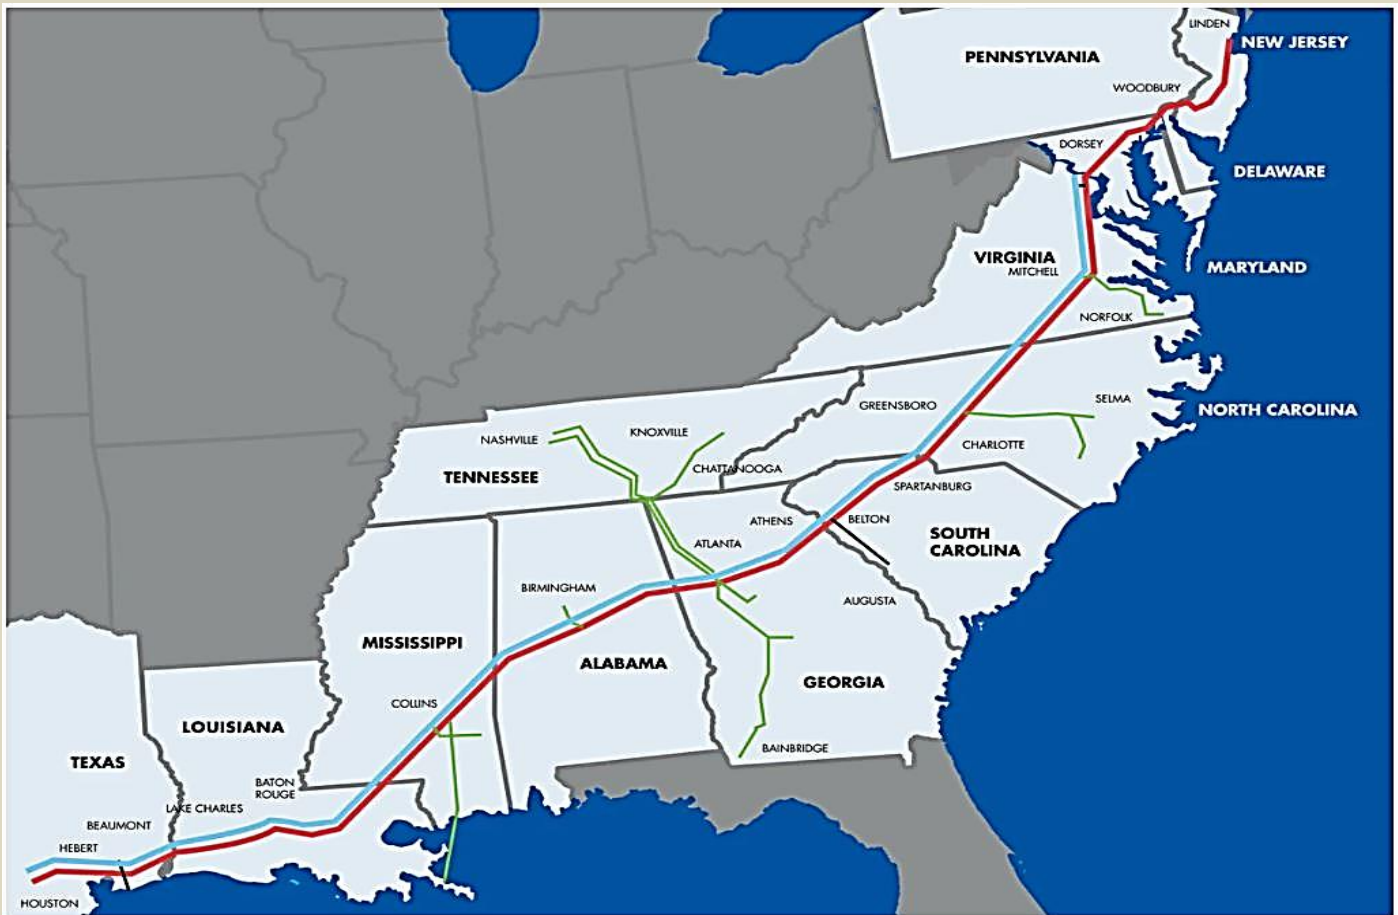 LINDEN
NEW JERSEY
PENNSYLVANIA
WOODBURY
DORSEY
DELAWARE
VIRGINIA
MITCHELL
MARYLAND
NORFOLK
GREENSBORO
SELMA
NORTH CAROLINA
NASHVILLE
KNOXVILLE
CHARLOTTE
TENNESSEE
CHATTANOOGA
SPARTANBURG
ATHENS
BELTON
ATLANTA
SOUTH
CAROLINA
BIRMINGHAM
AUGUSTA
MISSISSIPPI
ALABAMA
GEORGIA
COLLINS
LOUISIANA
BAINBRIDGE
TEXAS
BATON
ROUGE
LAKE CHARLES
BEAUMONT
HEBERT
HOUSTON